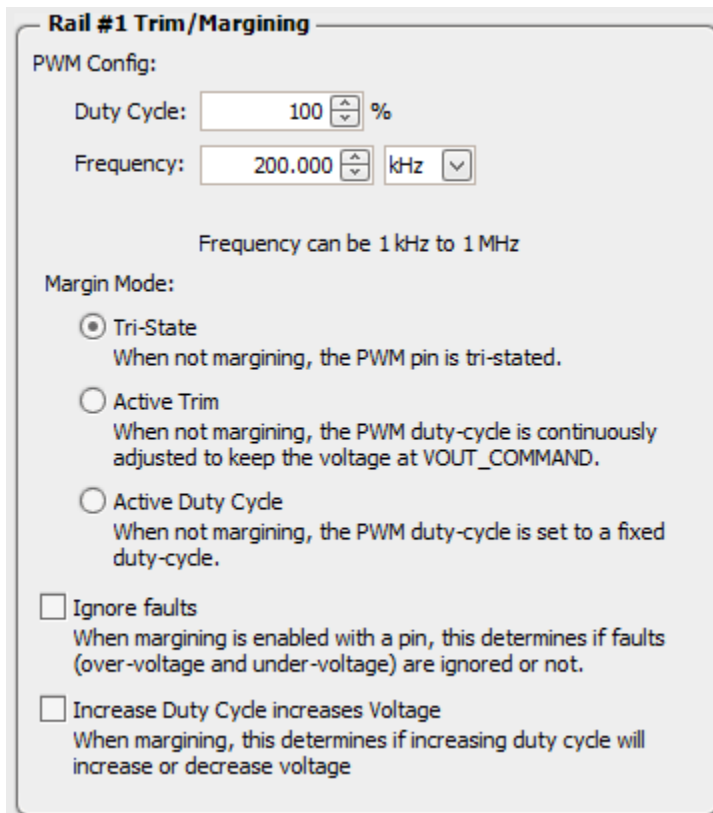 Rail #1 Trim/Margining
PWM Config:
Duty Cycle: 100 %
Frequency: 200.000 kHz
Frequency can be 1 kHz to 1 MHz
Margin Mode:
Tri-State
When not margining, the PWM pin is tri-stated.
Active Trim
When not margining, the PWM duty-cycle is continuously
adjusted to keep the voltage at VOUT_COMMAND.
Active Duty Cycle
When not margining, the PWM duty-cycle is set to a fixed
duty-cycle.
Ignore faults
When margining is enabled with a pin, this determines if faults
(over-voltage and under-voltage) are ignored or not.
Increase Duty Cycle increases Voltage
When margining, this determines if increasing duty cycle will
increase or decrease voltage